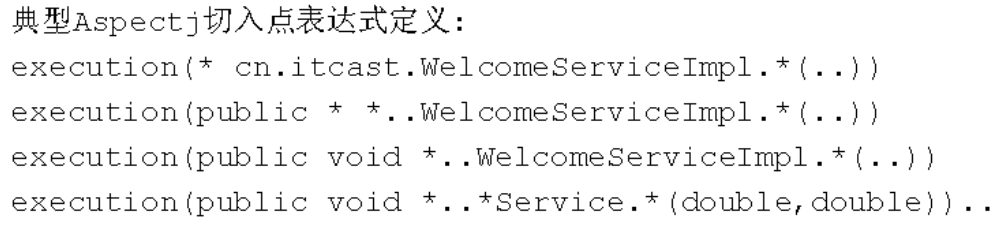 典型Aspectj切入点表达式定义:
execution(* cn.itcast.WelcomeServiceImpl.*(..))
execution(public * *..WelcomeServiceImpl.*(..))
execution(public void *..WelcomeServiceImpl.*(..))
execution(public void *..*Service.*(double,double))..